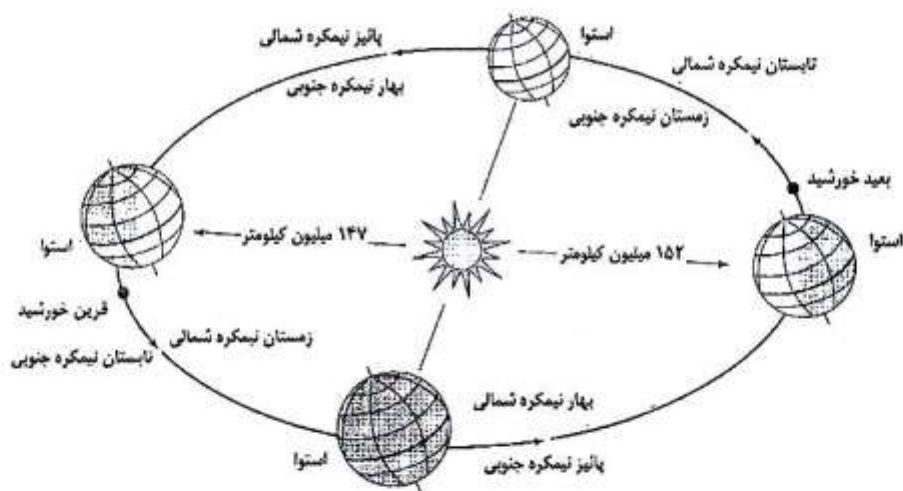 استوا
پائیز نیمکره شمالی
بهار نیمکره جنوبی
تابستان نیمکره شمالی
زمستان نیمکره جنوبی
بعید خورشید
استوا
۱۵۲ میلیون کیلومتر
۱۴۷ میلیون کیلومتر
استوا
قرین خورشید
زمستان نیمکره شمالی
تابستان نیمکره جنوبی
بهار نیمکره شمالی
پائیز نیمکره جنوبی
استوا